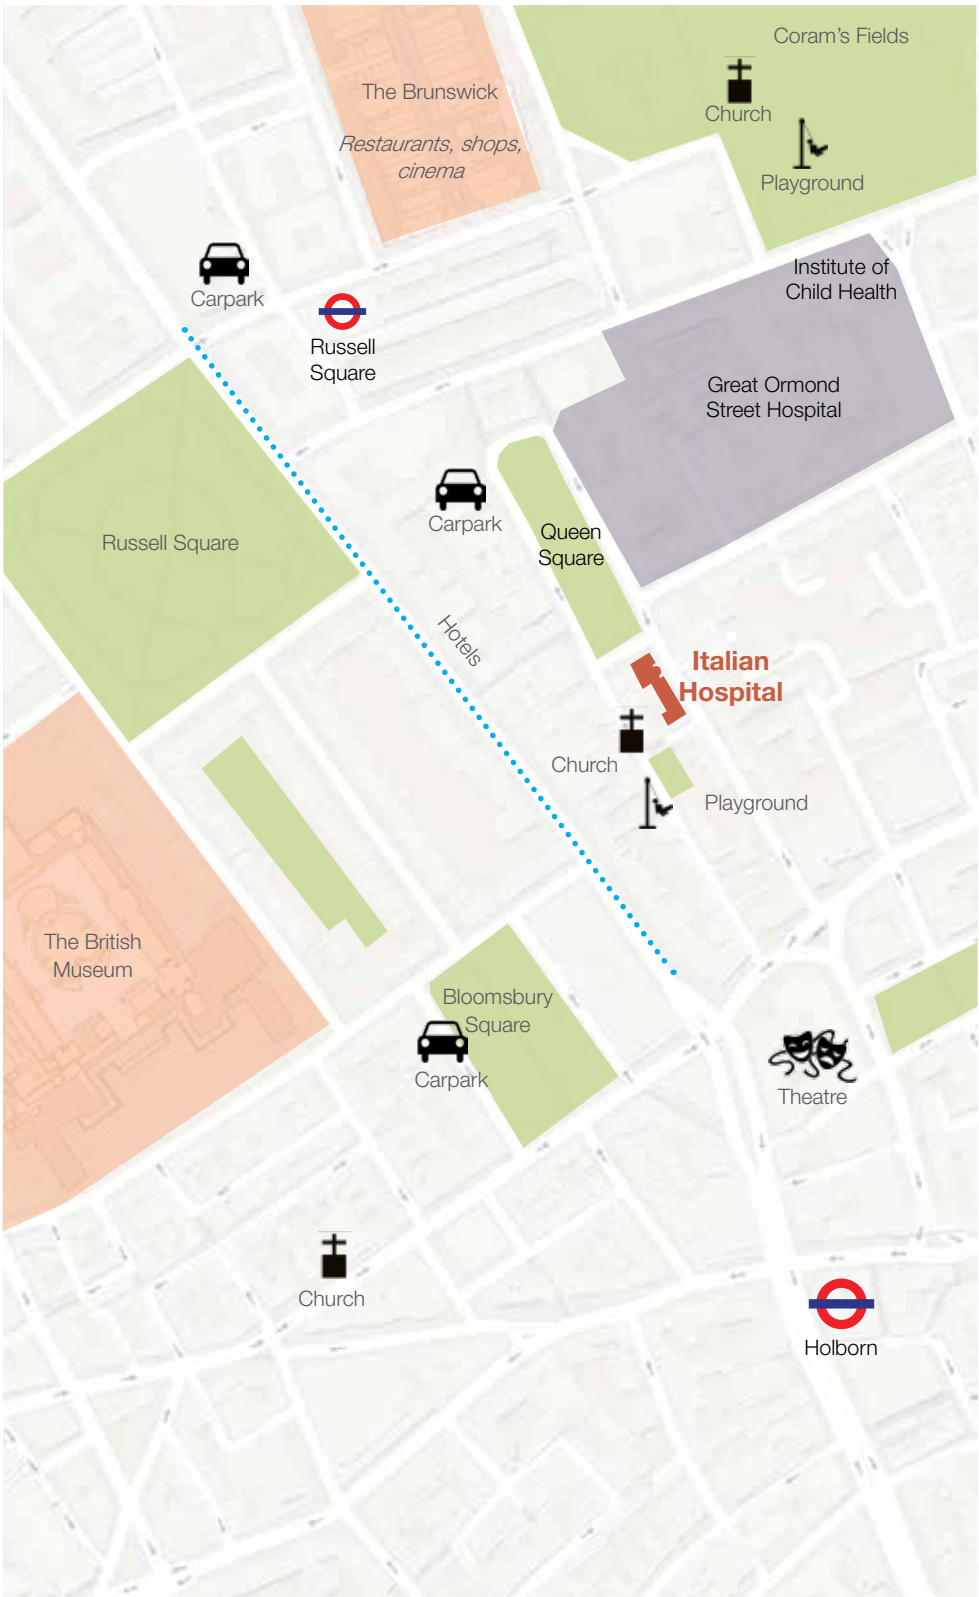 Coram's Fields
The Brunswick
Church
Restaurants, shops,
cinema
Playground
Institute of
Child Health
Carpark
Russell
Square
Great Ormond
Street Hospital
Carpark
Queen
Square
Russell Square
Hotels
Italian
Hospital
Church
Playground
The British
Museum
Bloomsbury
Square
Carpark
Theatre
Church
Holborn